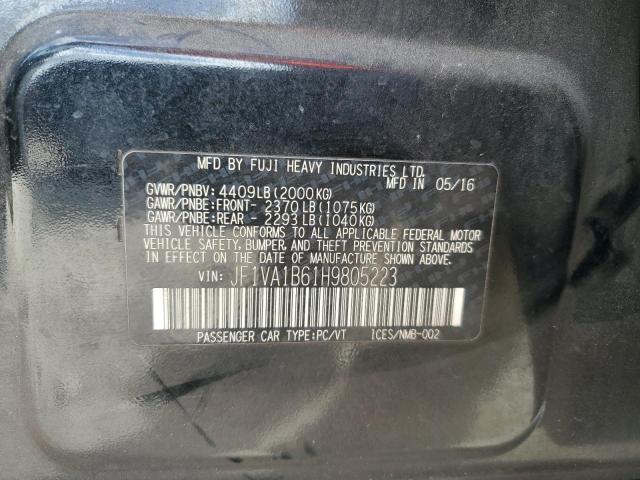 MFD BY FUJI HEAVY INDUSTRIES LTD.
MFD IN 05/16
GVWR/PNBV: 4409LB(2000KG)
GAWR/PNBE:FRONT- 2370LB(1075KG)
GAWR/PNBE:REAR - 2293LB(1040KG)
THIS VEHICLE CONFORMS TO ALL APPLICABLE FEDERAL MOTOR
VEHICLE SAFETY, BUMPER, AND THEFT PREVENTION STANDARDS
IN EFFECT ON THE DATE OF MANUFACTURE SHOWN ABOVE.
VIN: JF1VA1B61H9805223
PASSENGER CAR TYPE:PC/VT ICES/NMB-002